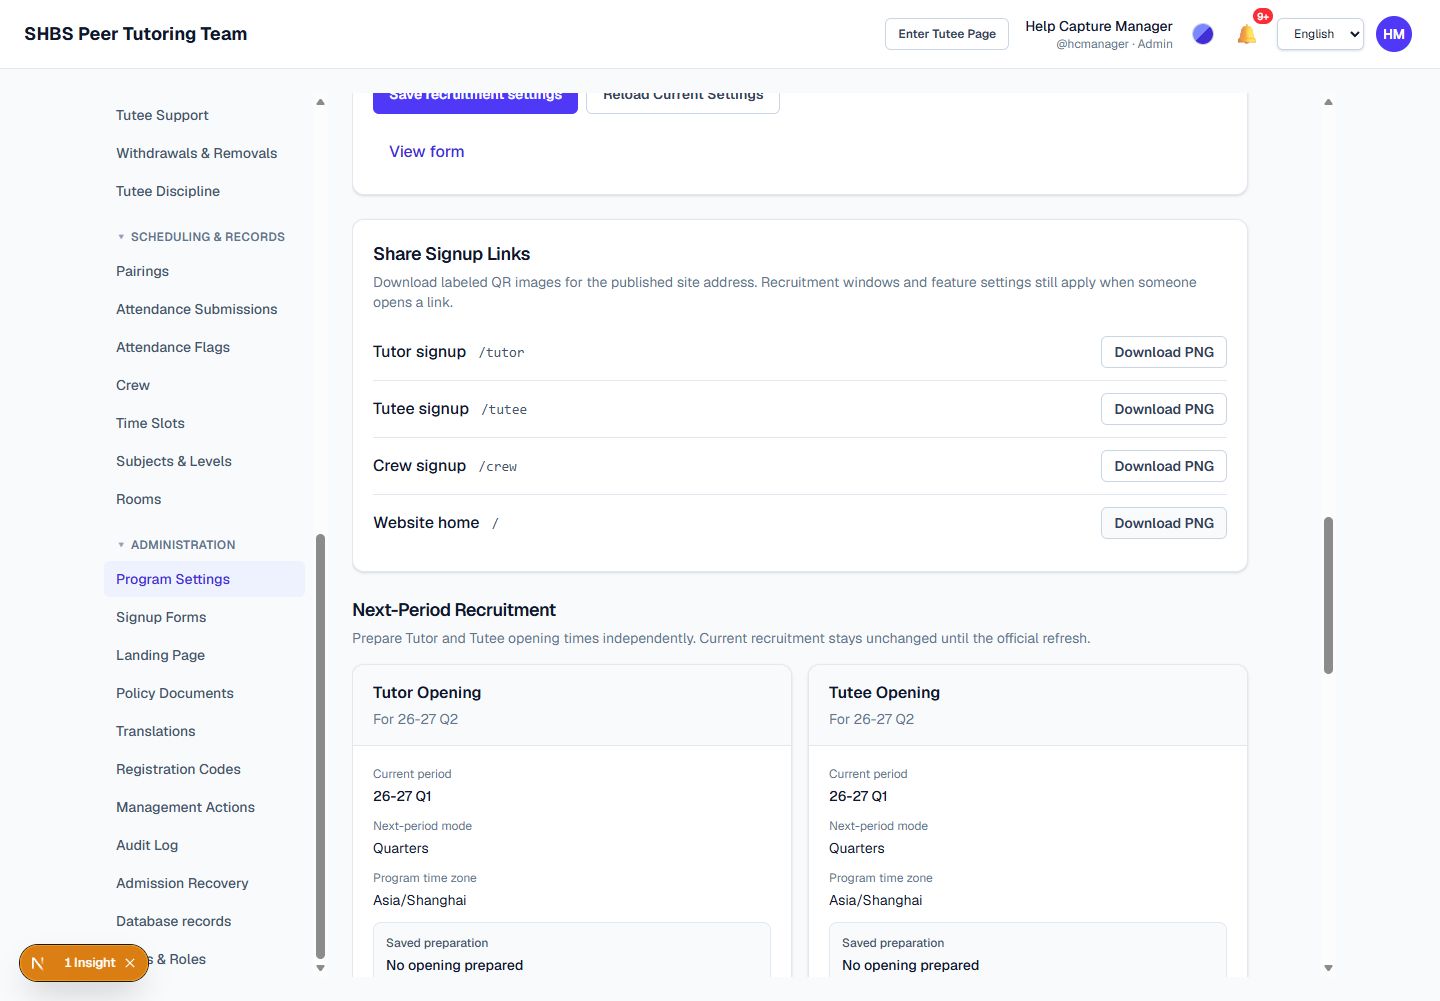 SHBS Peer Tutoring Team
Enter Tutee Page
Help Capture Manager
@hcmanager · Admin
9+
English
HM
Tutee Support
Withdrawals & Removals
Tutee Discipline
SCHEDULING & RECORDS
Pairings
Attendance Submissions
Attendance Flags
Crew
Time Slots
Subjects & Levels
Rooms
ADMINISTRATION
Program Settings
Signup Forms
Landing Page
Policy Documents
Translations
Registration Codes
Management Actions
Audit Log
Admission Recovery
Database records
s & Roles
1 Insight
Save recruitment settings
Reload Current Settings
View form
Share Signup Links
Download labeled QR images for the published site address. Recruitment windows and feature settings still apply when someone
opens a link.
Tutor signup /tutor
Download PNG
Tutee signup /tutee
Download PNG
Crew signup /crew
Download PNG
Website home /
Download PNG
Next-Period Recruitment
Prepare Tutor and Tutee opening times independently. Current recruitment stays unchanged until the official refresh.
Tutor Opening
For 26-27 Q2
Current period
26-27 Q1
Next-period mode
Quarters
Program time zone
Asia/Shanghai
Saved preparation
No opening prepared
Tutee Opening
For 26-27 Q2
Current period
26-27 Q1
Next-period mode
Quarters
Program time zone
Asia/Shanghai
Saved preparation
No opening prepared